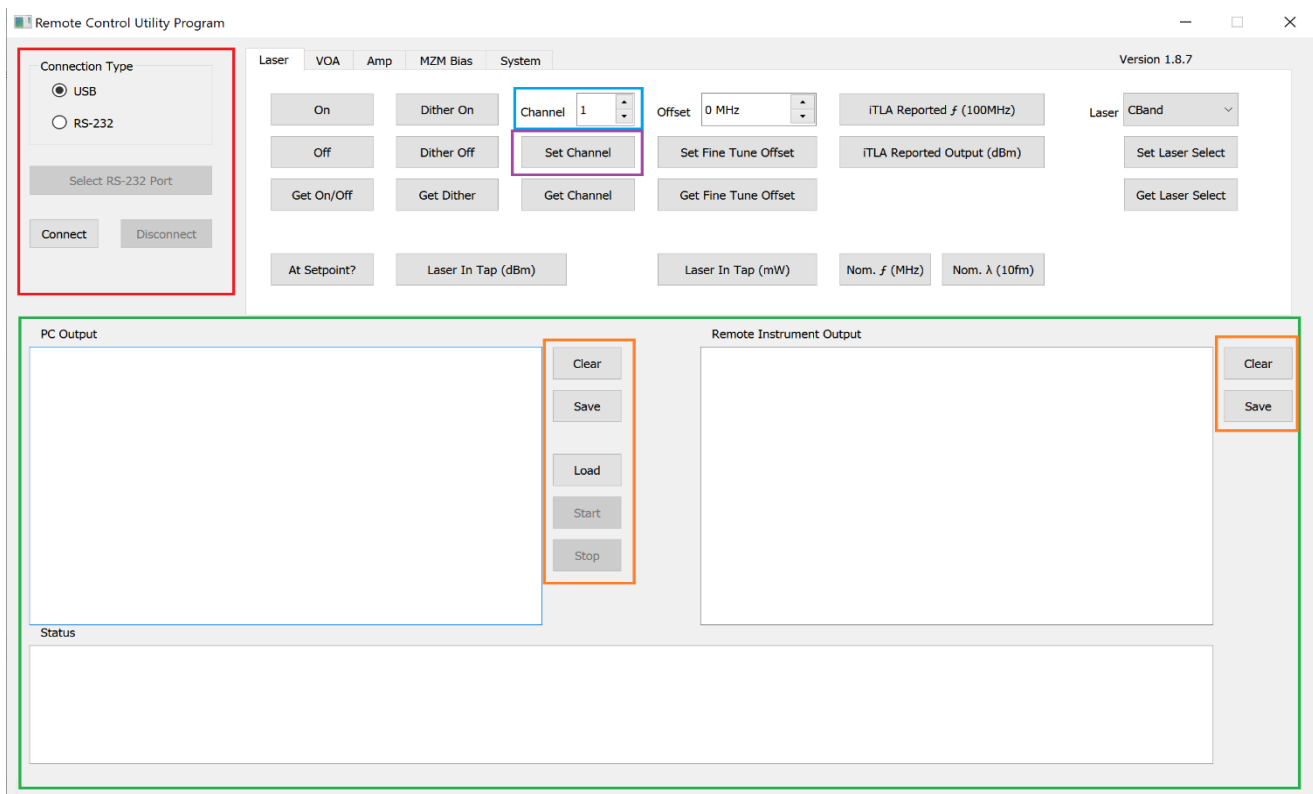 Remote Control Utility Program
Connection Type
USB
RS-232
Select RS-232 Port
Connect Disconnect
Laser VOA Amp MZM Bias System Version 1.8.7
On Dither On Channel 1 Offset 0 MHz iTLA Reported ƒ (100MHz) Laser CBand
Off Dither Off Set Channel Set Fine Tune Offset iTLA Reported Output (dBm) Set Laser Select
Get On/Off Get Dither Get Channel Get Fine Tune Offset Get Laser Select
At Setpoint? Laser In Tap (dBm) Laser In Tap (mW) Nom. ƒ (MHz) Nom. λ (10fm)
PC Output Remote Instrument Output
Clear Clear
Save Save
Load
Start
Stop
Status